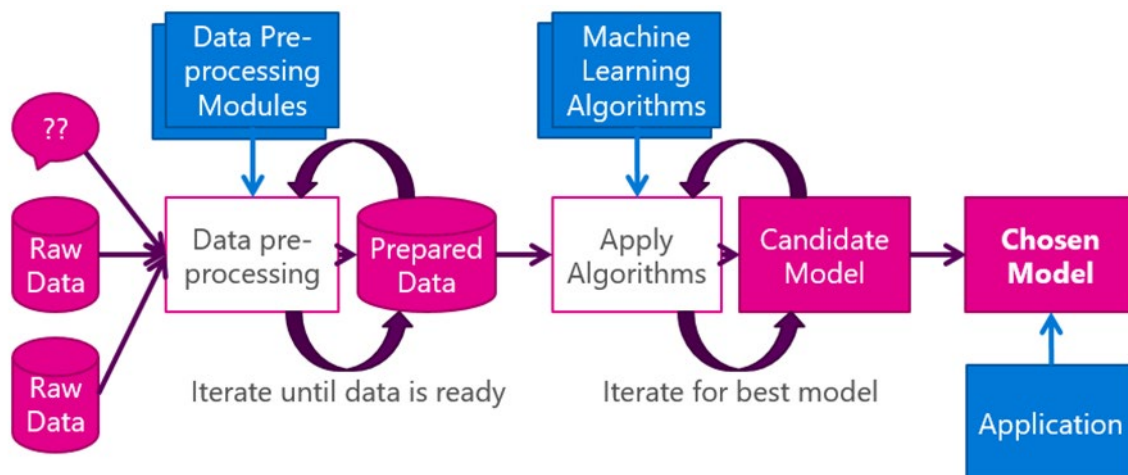 Data Pre-
processing
Modules
Machine
Learning
Algorithms
??
Raw
Data
Data pre-
processing
Prepared
Data
Apply
Algorithms
Candidate
Model
Chosen
Model
Raw
Data
Iterate until data is ready
Iterate for best model
Application